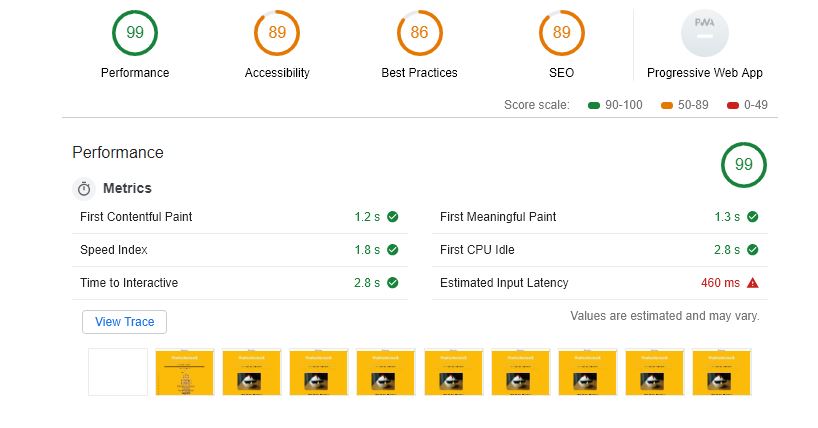 99 89 86 89 PWA
Performance Accessibility Best Practices SEO Progressive Web App
Score scale: 90-100 50-89 0-49
Performance 99
Metrics
First Contentful Paint 1.2 s First Meaningful Paint 1.3 s
Speed Index 1.8 s First CPU Idle 2.8 s
Time to Interactive 2.8 s Estimated Input Latency 460 ms
View Trace Values are estimated and may vary.